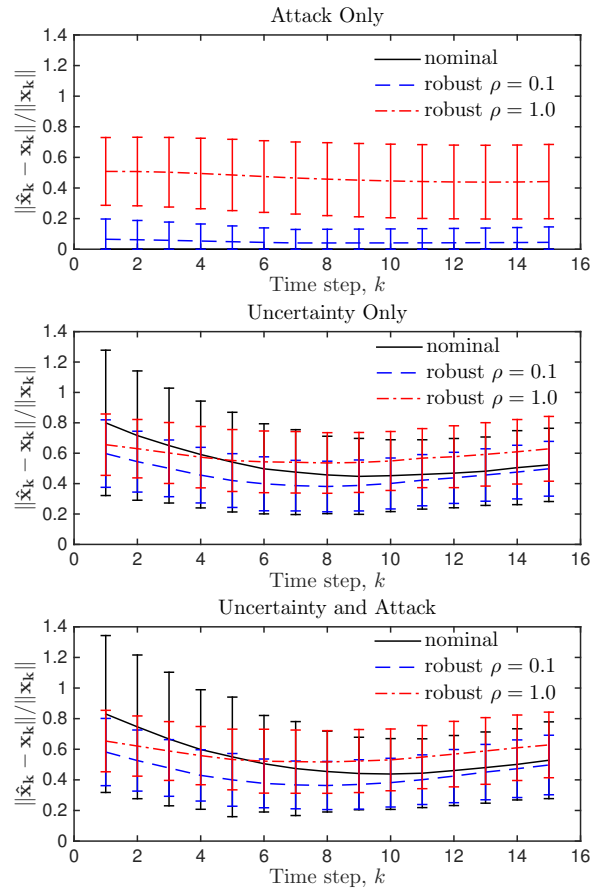 Attack Only
1.4
1.2
1
0.8
0.6
0.4
0.2
0
||x̂ₖ − xₖ||/||xₖ||
nominal
robust ρ = 0.1
robust ρ = 1.0
0 2 4 6 8 10 12 14 16
Time step, k
Uncertainty Only
1.4
1.2
1
0.8
0.6
0.4
0.2
0
||x̂ₖ − xₖ||/||xₖ||
nominal
robust ρ = 0.1
robust ρ = 1.0
0 2 4 6 8 10 12 14 16
Time step, k
Uncertainty and Attack
1.4
1.2
1
0.8
0.6
0.4
0.2
0
||x̂ₖ − xₖ||/||xₖ||
nominal
robust ρ = 0.1
robust ρ = 1.0
0 2 4 6 8 10 12 14 16
Time step, k